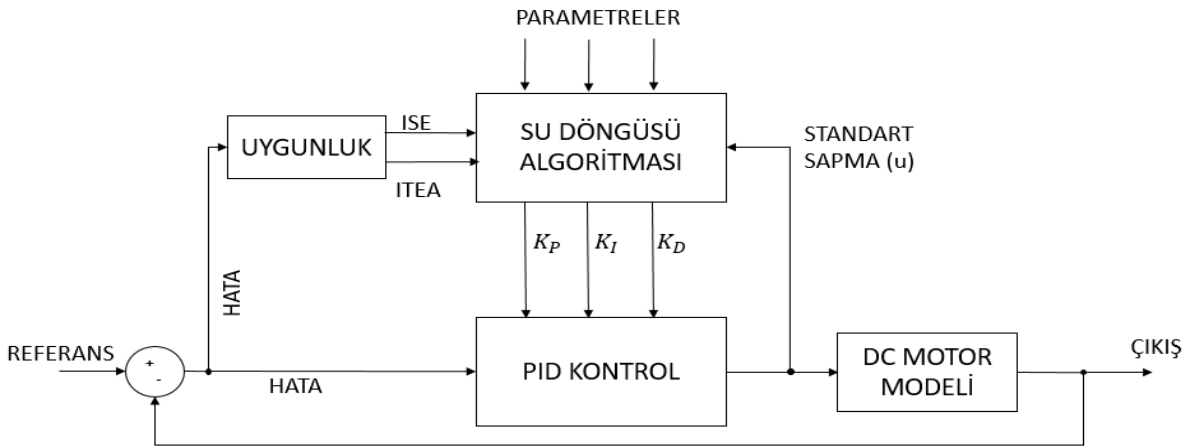 PARAMETRELER
ISE
UYGUNLUK
ITEA
SU DÖNGÜSÜ
ALGORİTMASI
STANDART
SAPMA (u)
K_P
K_I
K_D
HATA
REFERANS
+
-
HATA
PID KONTROL
DC MOTOR
MODELİ
ÇIKIŞ